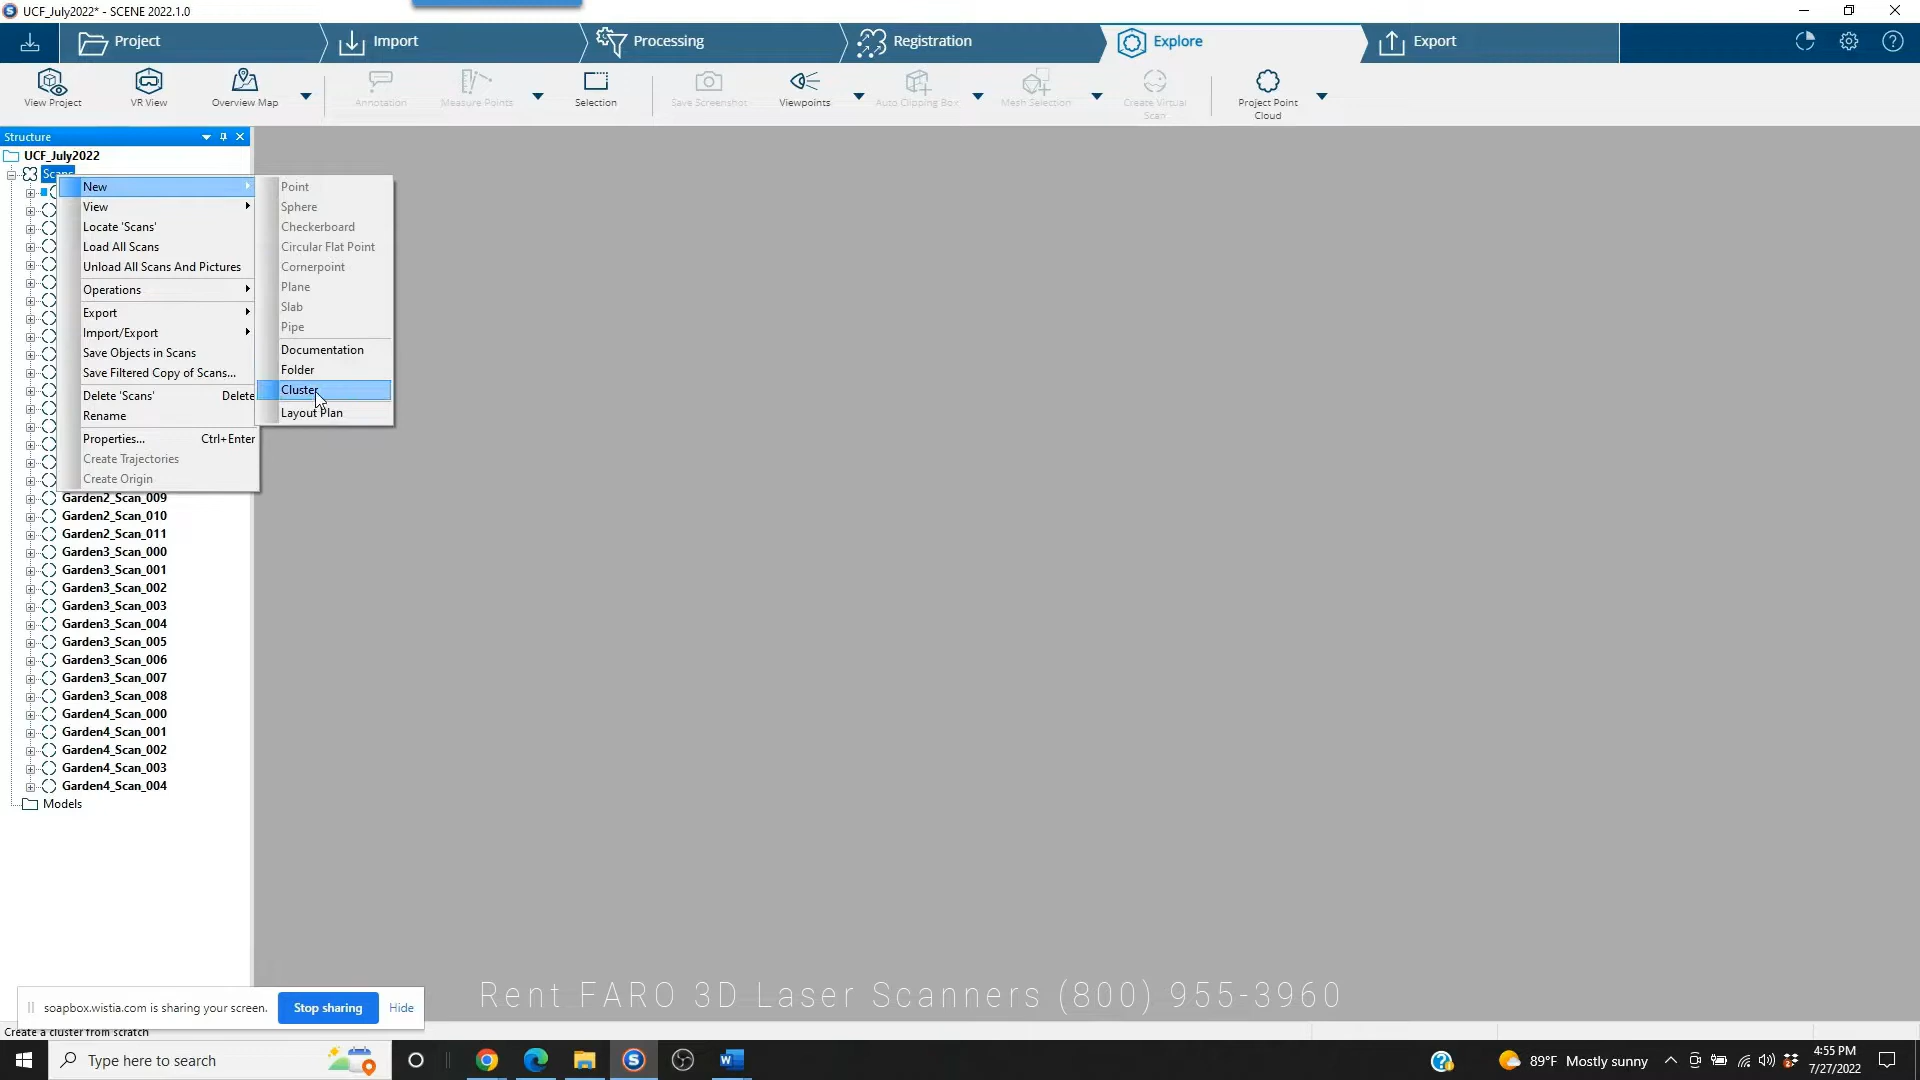 UCF_July2022* - SCENE 2022.1.0
Project
Import
Processing
Registration
Explore
Export
View Project
VR View
Overview Map
Annotation
Measure Points
Selection
Save Screenshot
Viewpoints
Auto Clipping Box
Mesh Selection
Create Virtual
Scan
Project Point
Cloud
Structure
UCF_July2022
Scans
New
View
Locate 'Scans'
Load All Scans
Unload All Scans And Pictures
Operations
Export
Import/Export
Save Objects in Scans
Save Filtered Copy of Scans...
Delete 'Scans' Delete
Rename
Properties... Ctrl+Enter
Create Trajectories
Create Origin
Point
Sphere
Checkerboard
Circular Flat Point
Cornerpoint
Plane
Slab
Pipe
Documentation
Folder
Cluster
Layout Plan
Garden2_Scan_009
Garden2_Scan_010
Garden2_Scan_011
Garden3_Scan_000
Garden3_Scan_001
Garden3_Scan_002
Garden3_Scan_003
Garden3_Scan_004
Garden3_Scan_005
Garden3_Scan_006
Garden3_Scan_007
Garden3_Scan_008
Garden4_Scan_000
Garden4_Scan_001
Garden4_Scan_002
Garden4_Scan_003
Garden4_Scan_004
Models
Rent FARO 3D Laser Scanners (800) 955-3960
soapbox.wistia.com is sharing your screen.
Stop sharing
Hide
Create a cluster from scratch
Type here to search
89°F Mostly sunny
4:55 PM
7/27/2022